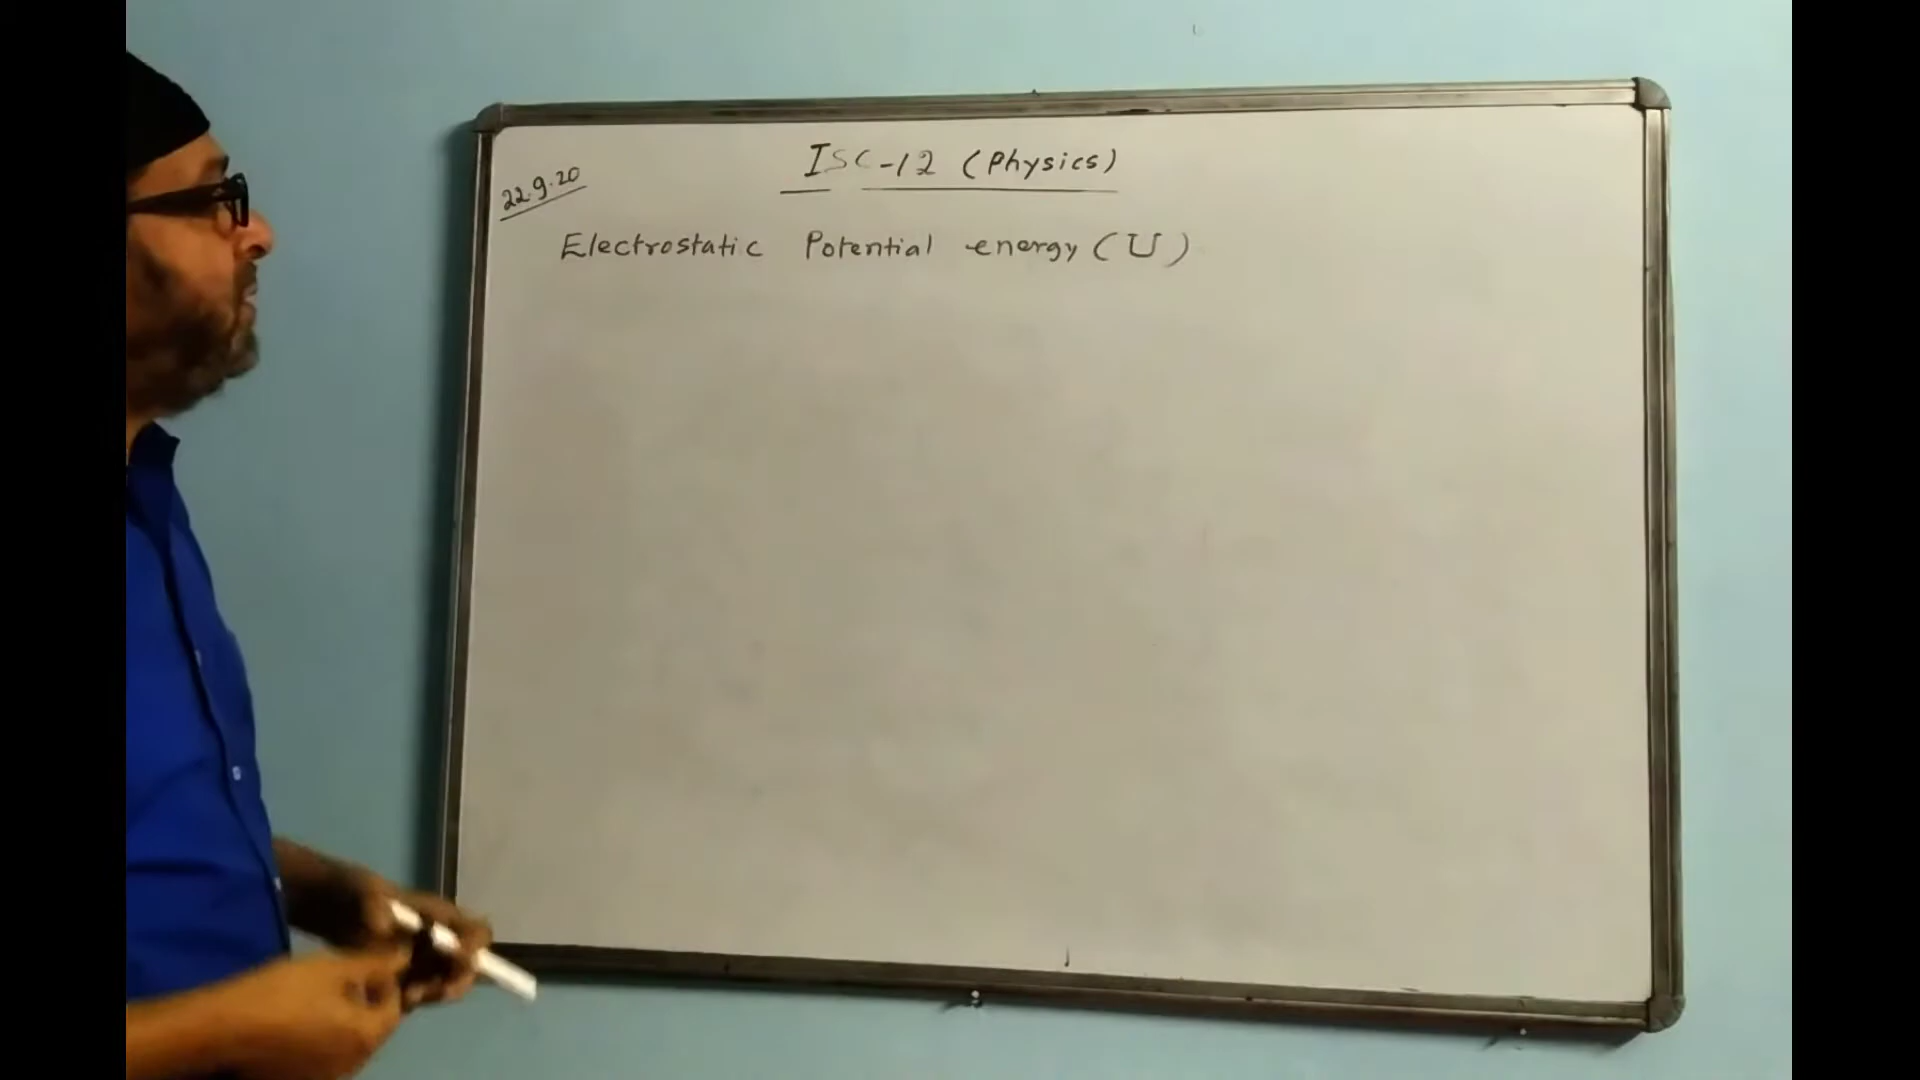 ISC-12 (Physics)
22.9.20
Electrostatic Potential energy (U)